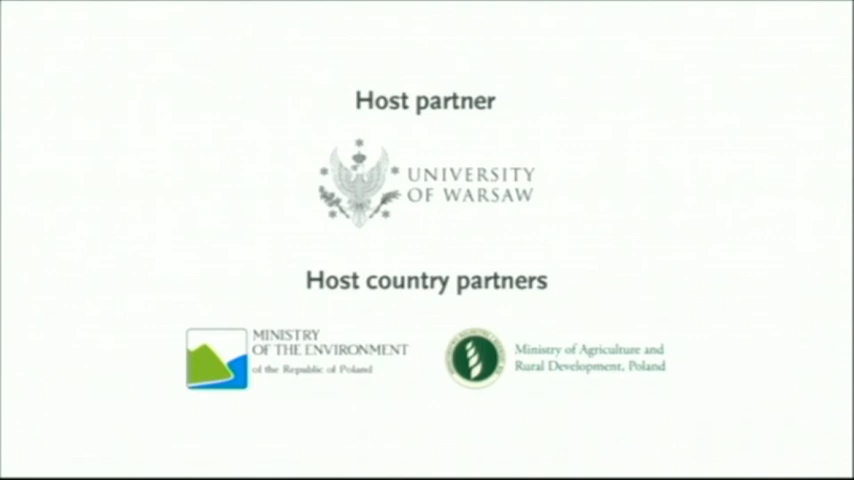 Host partner
UNIVERSITY
OF WARSAW
Host country partners
MINISTRY
OF THE ENVIRONMENT
of the Republic of Poland
Ministry of Agriculture and
Rural Development, Poland